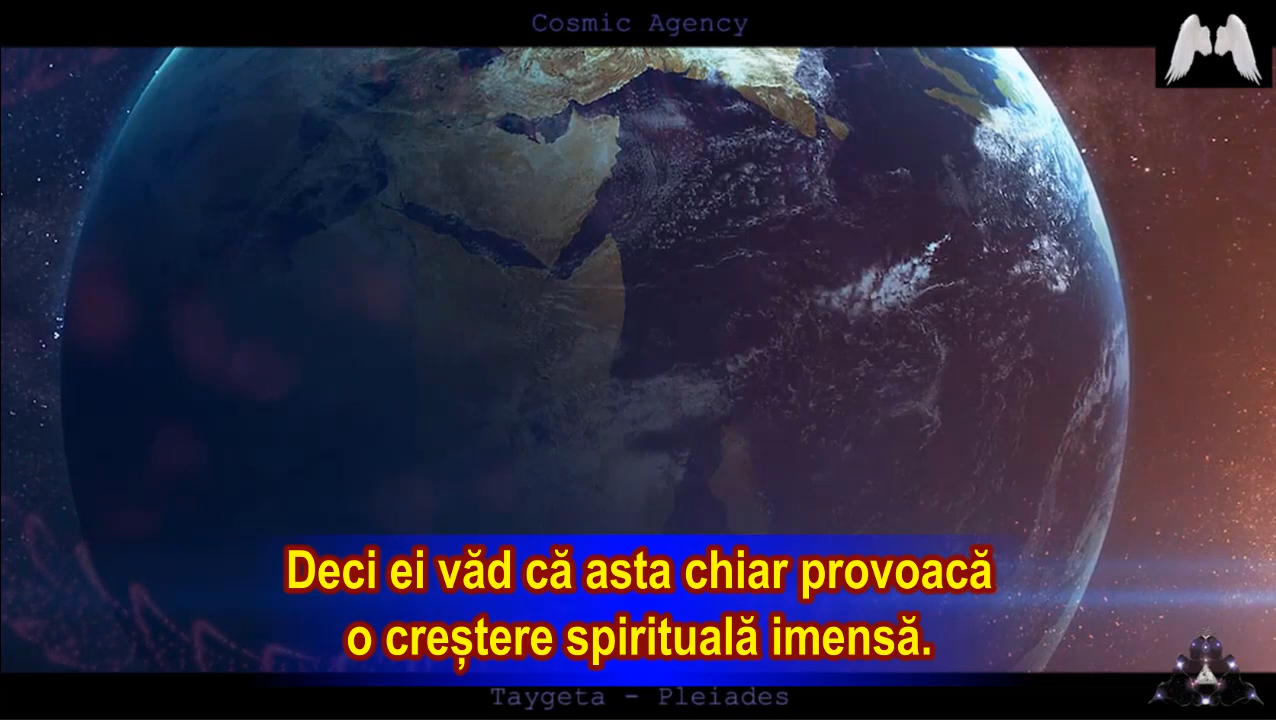 Cosmic Agency
Deci ei văd că asta chiar provoacă
o creștere spirituală imensă.
Taygeta - Pleiades